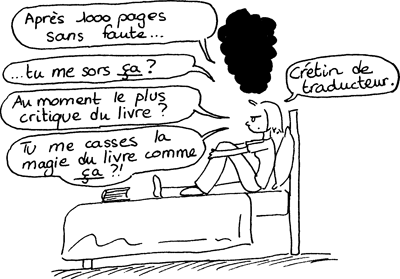 Après 1000 pages
sans faute...
...tu me sors ça ?
Au moment le plus
critique du livre ?
Tu me casses la
magie du livre comme
ça ?!
Crétin de
traducteur.